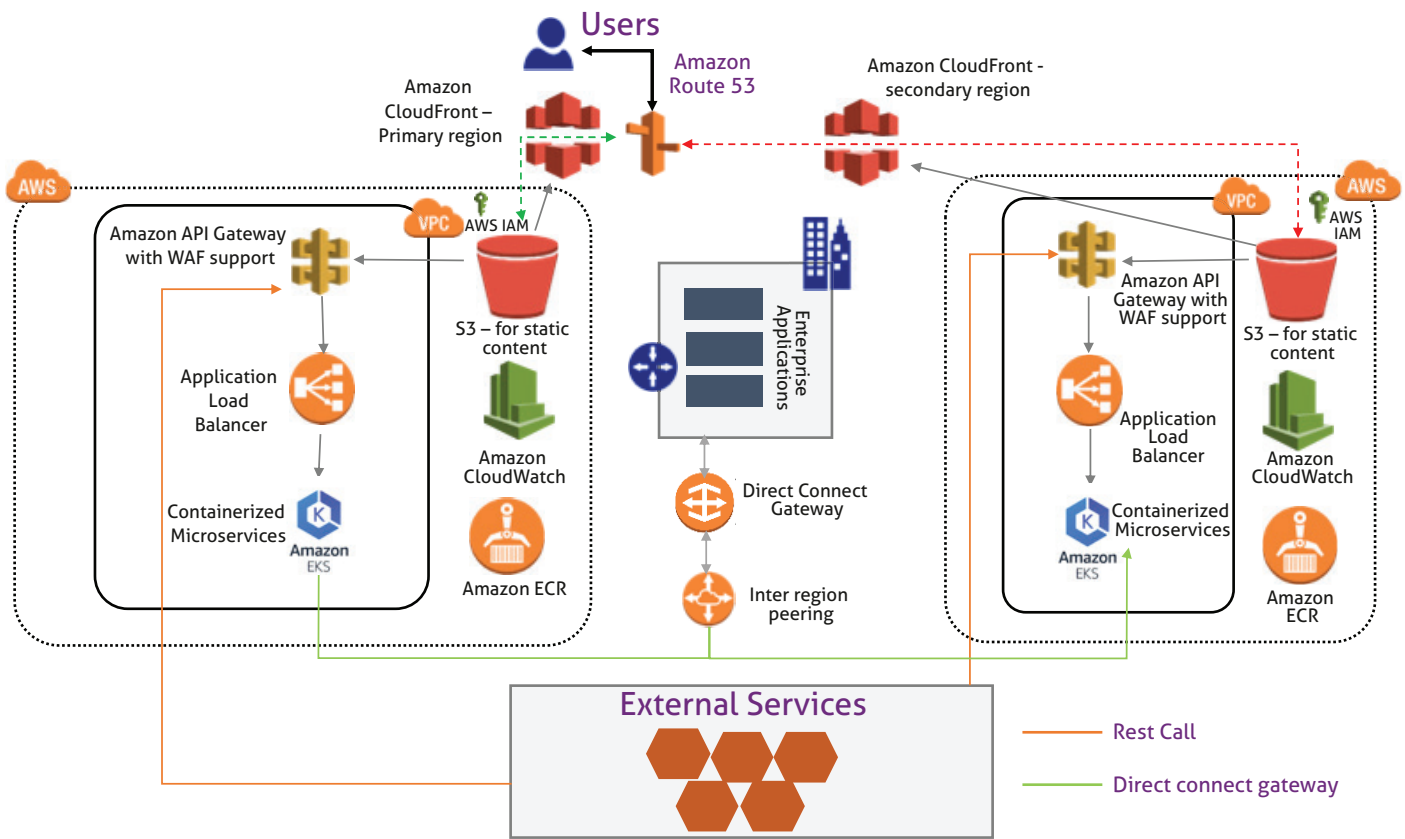 Users
Amazon
Route 53
Amazon
CloudFront –
Primary region
Amazon CloudFront -
secondary region
AWS
VPC
AWS IAM
Amazon API Gateway
with WAF support
S3 – for static
content
Application
Load
Balancer
Amazon
CloudWatch
Containerized
Microservices
K
Amazon
EKS
Amazon ECR
Enterprise
Applications
Direct Connect
Gateway
Inter region
peering
AWS
VPC
AWS
IAM
Amazon API
Gateway with
WAF support
S3 – for static
content
Application
Load
Balancer
Amazon
CloudWatch
Containerized
Microservices
K
Amazon
EKS
Amazon
ECR
External Services
Rest Call
Direct connect gateway